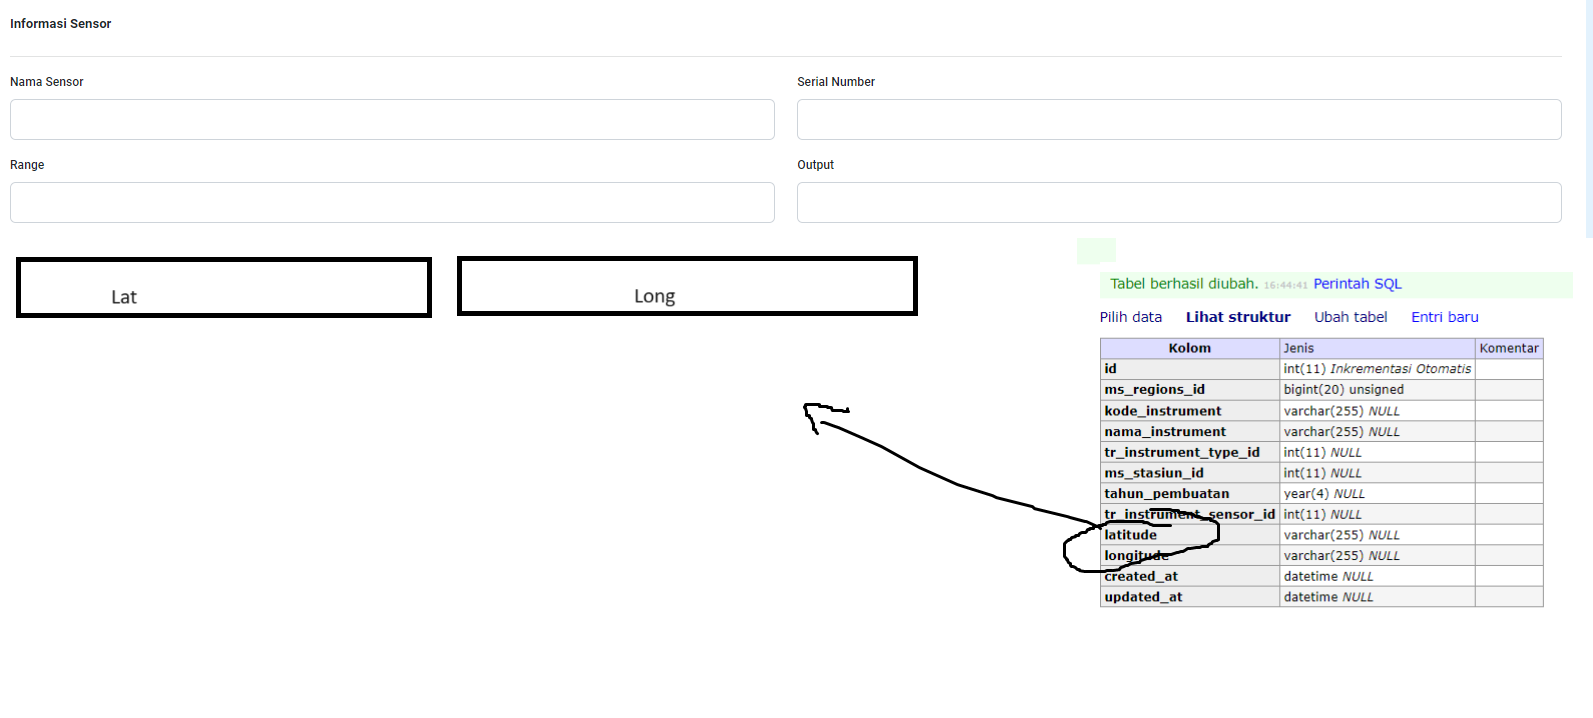 Informasi Sensor
Nama Sensor
Serial Number
Range
Output
Lat
Long
Tabel berhasil diubah. 16:44:41 Perintah SQL
Pilih data Lihat struktur Ubah tabel Entri baru
Kolom Jenis Komentar
id int(11) Inkrementasi Otomatis
ms_regions_id bigint(20) unsigned
kode_instrument varchar(255) NULL
nama_instrument varchar(255) NULL
tr_instrument_type_id int(11) NULL
ms_stasiun_id int(11) NULL
tahun_pembuatan year(4) NULL
tr_instrument_sensor_id int(11) NULL
latitude varchar(255) NULL
longitude varchar(255) NULL
created_at datetime NULL
updated_at datetime NULL